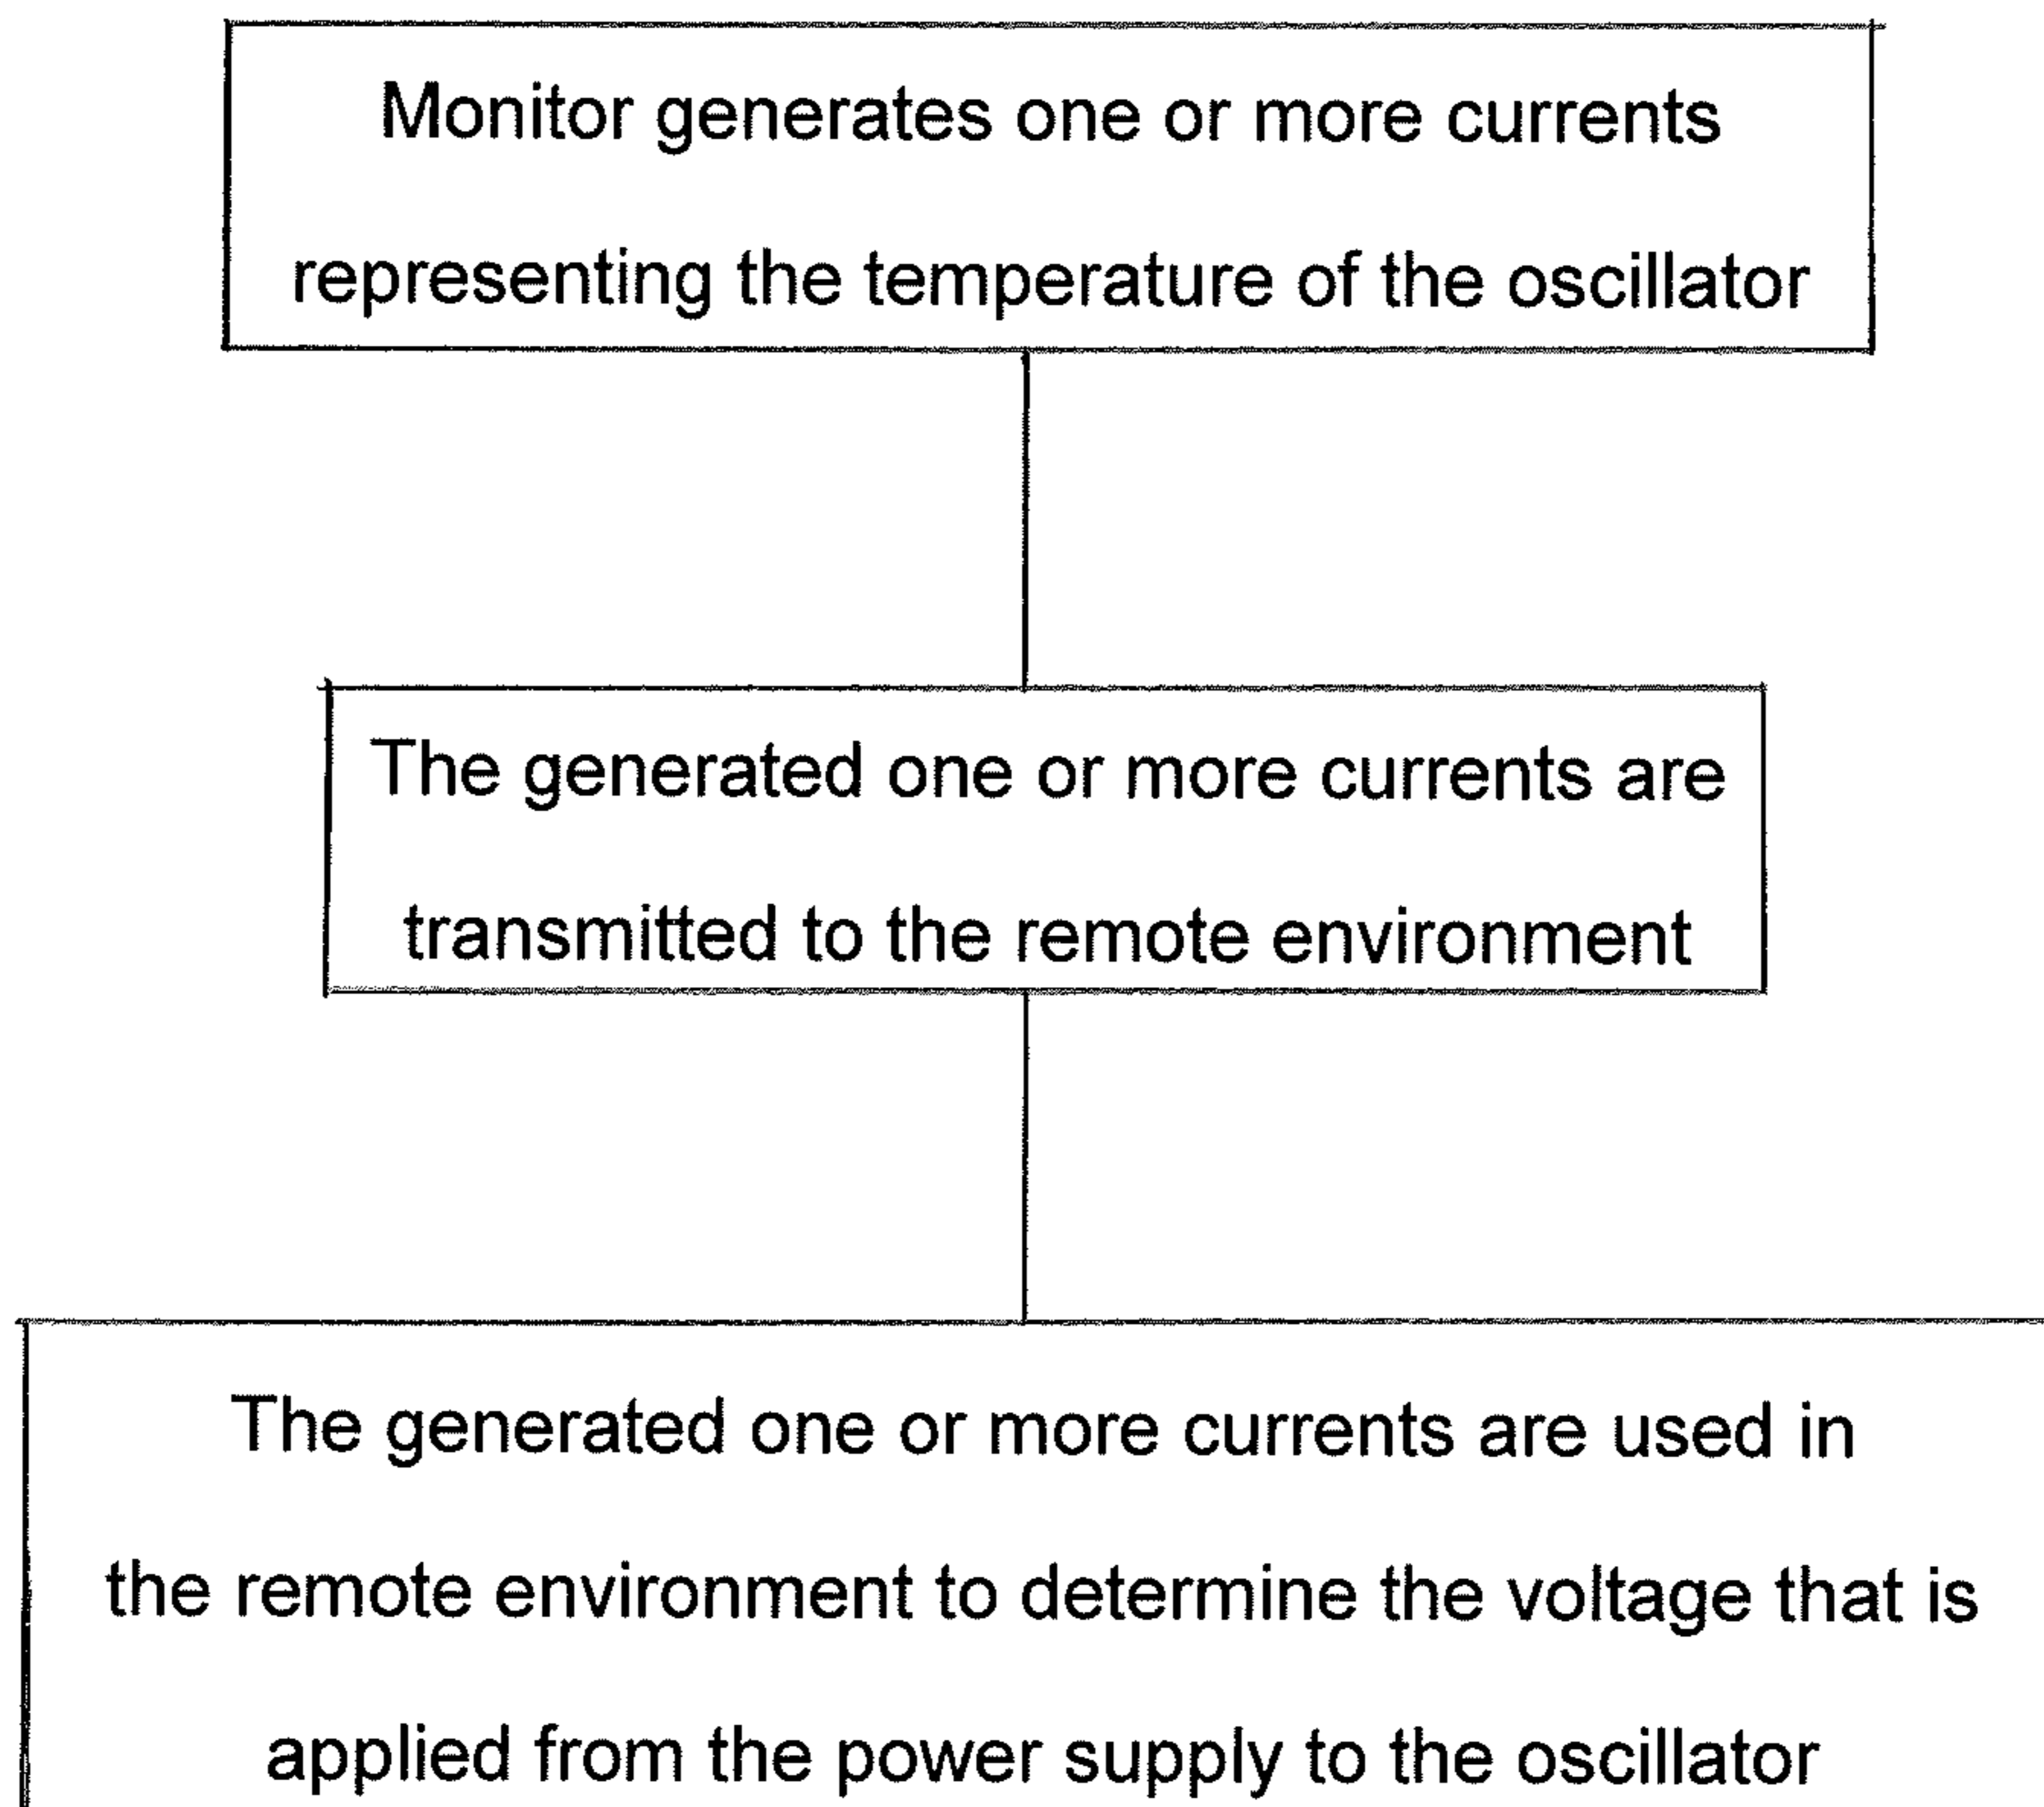 Monitor generates one or more currents
representing the temperature of the oscillator
The generated one or more currents are
transmitted to the remote environment
The generated one or more currents are used in
the remote environment to determine the voltage that is
applied from the power supply to the oscillator